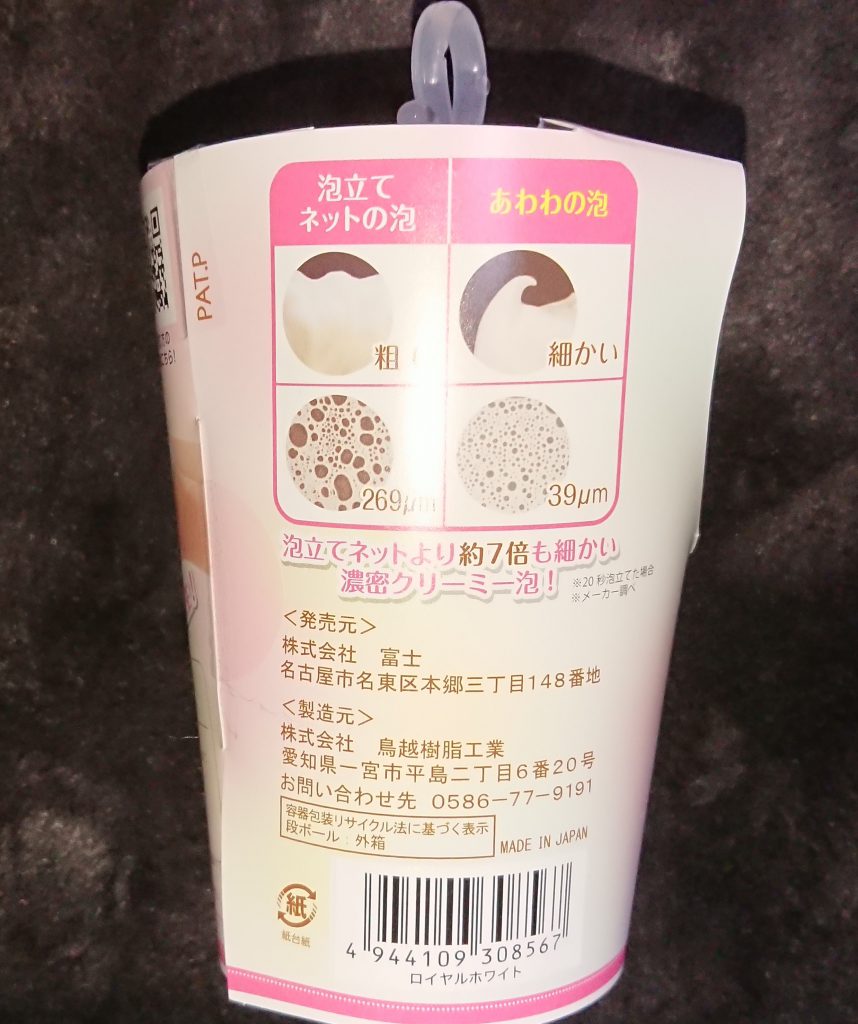 PAT.P
泡立て
ネットの泡
あわわの泡
粗
細かい
269μm
39μm
泡立てネットより約7倍も細かい
濃密クリーミー泡!
※20秒泡立てた場合
※メーカー調べ
<発売元>
株式会社 富士
名古屋市名東区本郷三丁目148番地
<製造元>
株式会社 鳥越樹脂工業
愛知県一宮市平島二丁目6番20号
お問い合わせ先 0586-77-9191
容器包装リサイクル法に基づく表示
段ボール:外箱
MADE IN JAPAN
紙
紙台紙
4 944109 308567
ロイヤルホワイト